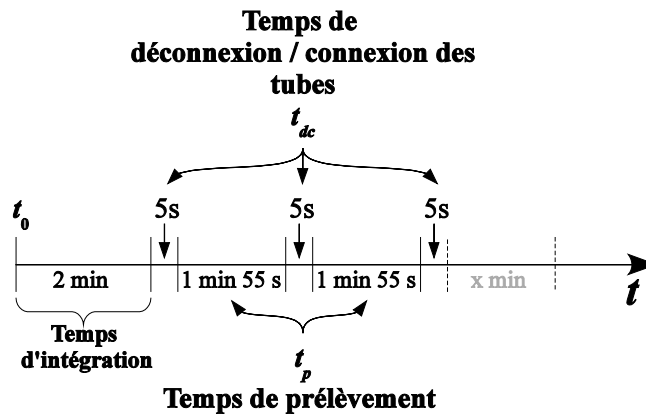 Temps de
déconnexion / connexion des
tubes
t_dc
t_0 5s 5s 5s
2 min 1 min 55 s 1 min 55 s x min
t
Temps
d'intégration
t_p
Temps de prélèvement